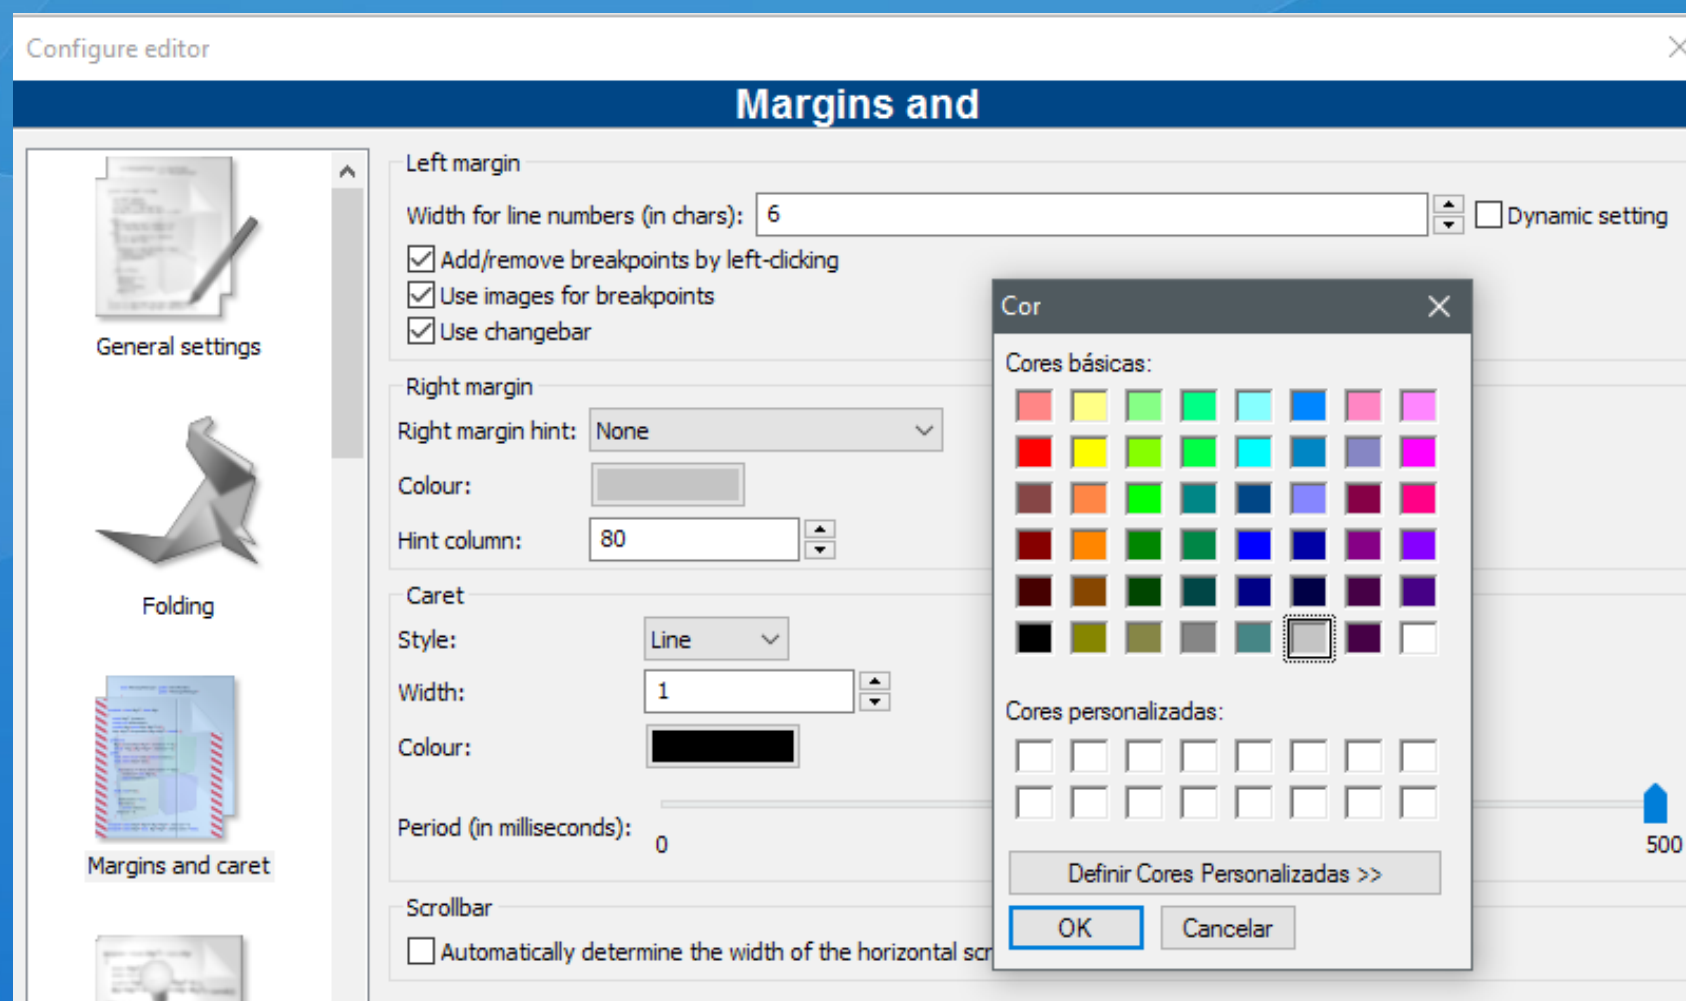 Configure editor
Margins and
General settings
Folding
Margins and caret
Left margin
Width for line numbers (in chars): 6 Dynamic setting
Add/remove breakpoints by left-clicking
Use images for breakpoints
Use changebar
Right margin
Right margin hint: None
Colour:
Hint column: 80
Caret
Style: Line
Width: 1
Colour:
Period (in milliseconds): 0 500
Scrollbar
Automatically determine the width of the horizontal scr
Cor
Cores básicas:
Cores personalizadas:
Definir Cores Personalizadas >>
OK Cancelar